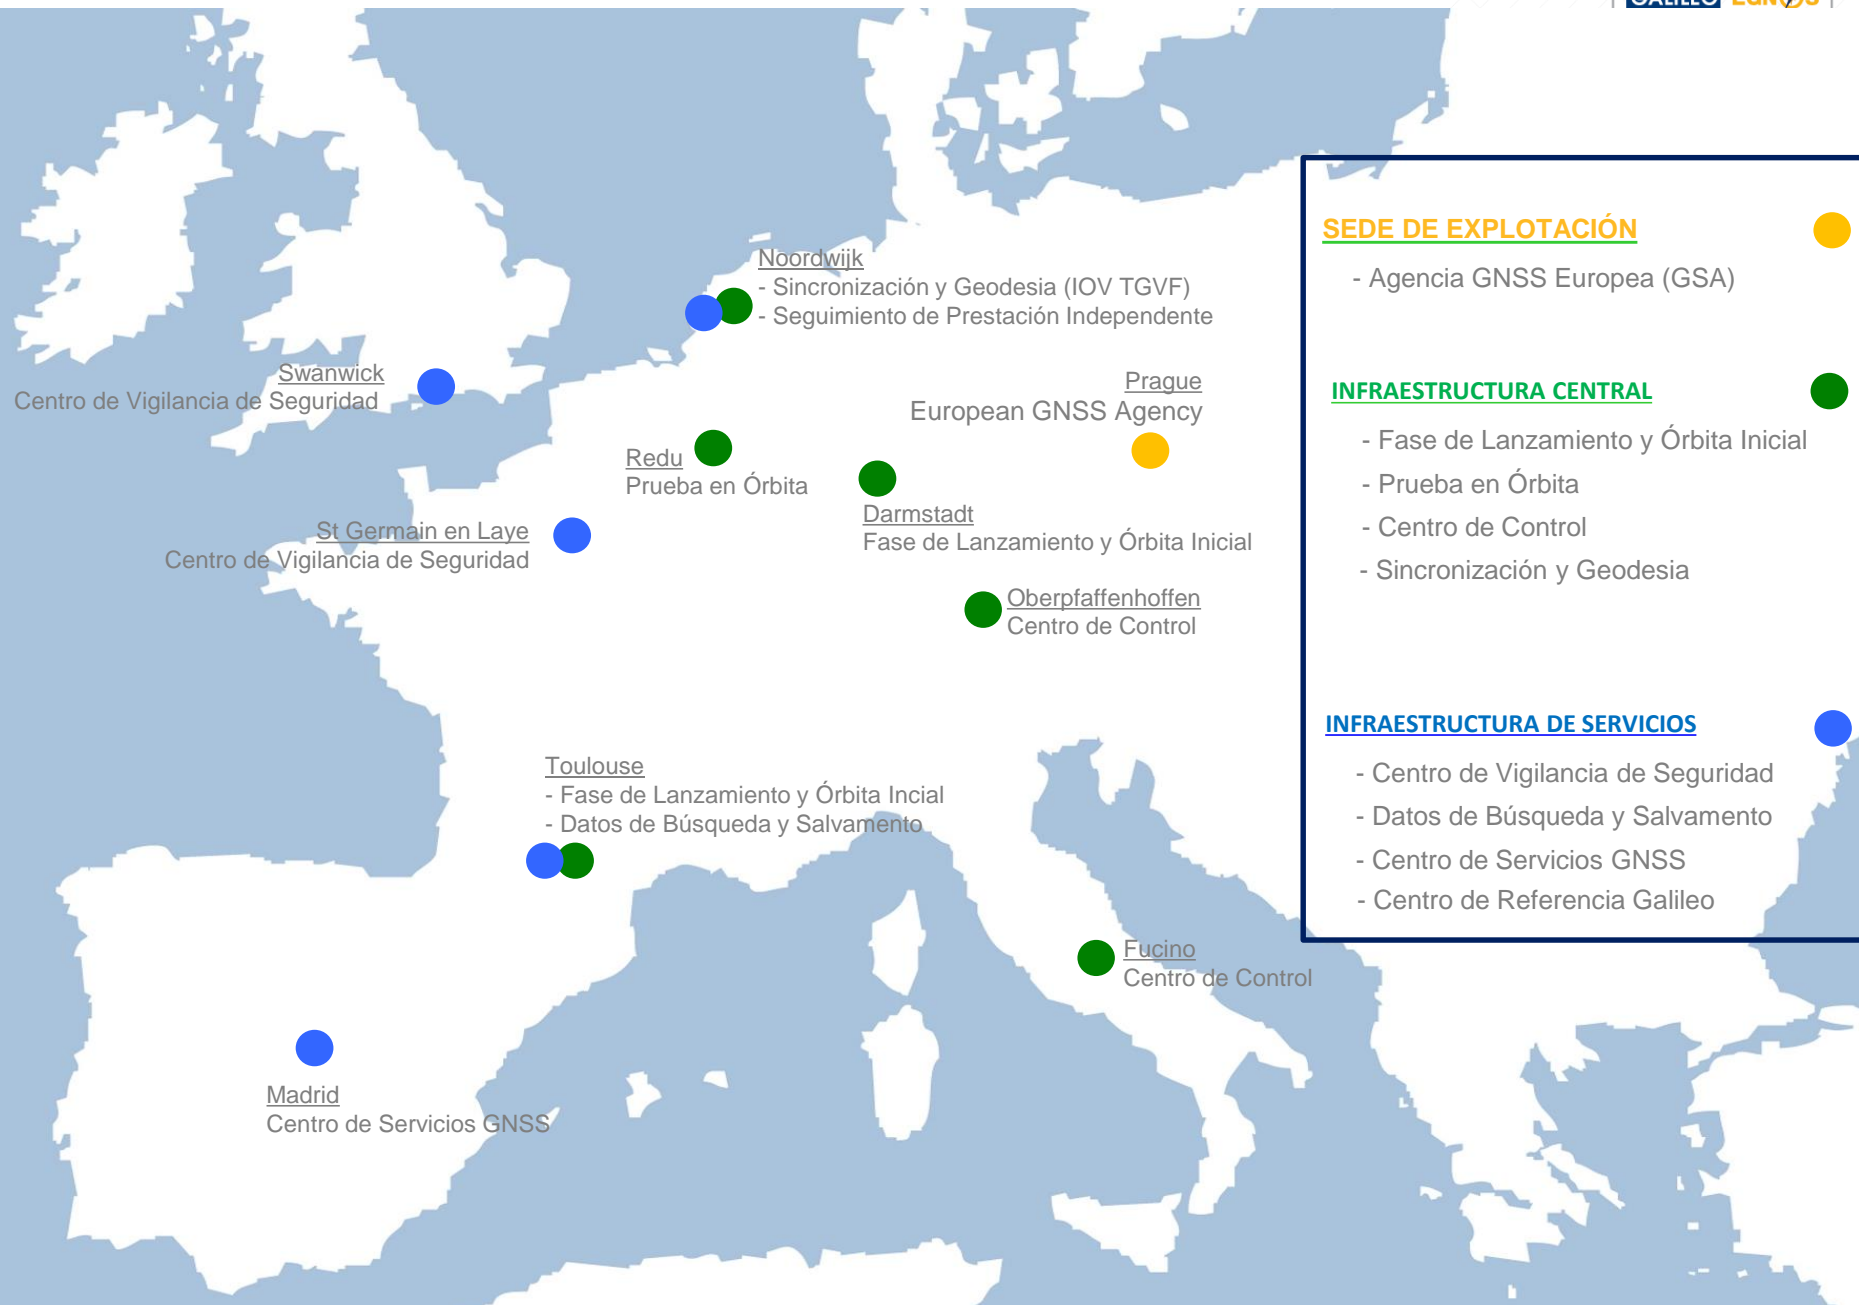 GALILEO EGNOS
Noordwijk
- Sincronización y Geodesia (IOV TGVF)
- Seguimiento de Prestación Independente
Swanwick
Centro de Vigilancia de Seguridad
Prague
European GNSS Agency
Redu
Prueba en Órbita
Darmstadt
Fase de Lanzamiento y Órbita Inicial
St Germain en Laye
Centro de Vigilancia de Seguridad
Oberpfaffenhoffen
Centro de Control
Toulouse
- Fase de Lanzamiento y Órbita Incial
- Datos de Búsqueda y Salvamento
Fucino
Centro de Control
Madrid
Centro de Servicios GNSS
SEDE DE EXPLOTACIÓN
- Agencia GNSS Europea (GSA)
INFRAESTRUCTURA CENTRAL
- Fase de Lanzamiento y Órbita Inicial
- Prueba en Órbita
- Centro de Control
- Sincronización y Geodesia
INFRAESTRUCTURA DE SERVICIOS
- Centro de Vigilancia de Seguridad
- Datos de Búsqueda y Salvamento
- Centro de Servicios GNSS
- Centro de Referencia Galileo